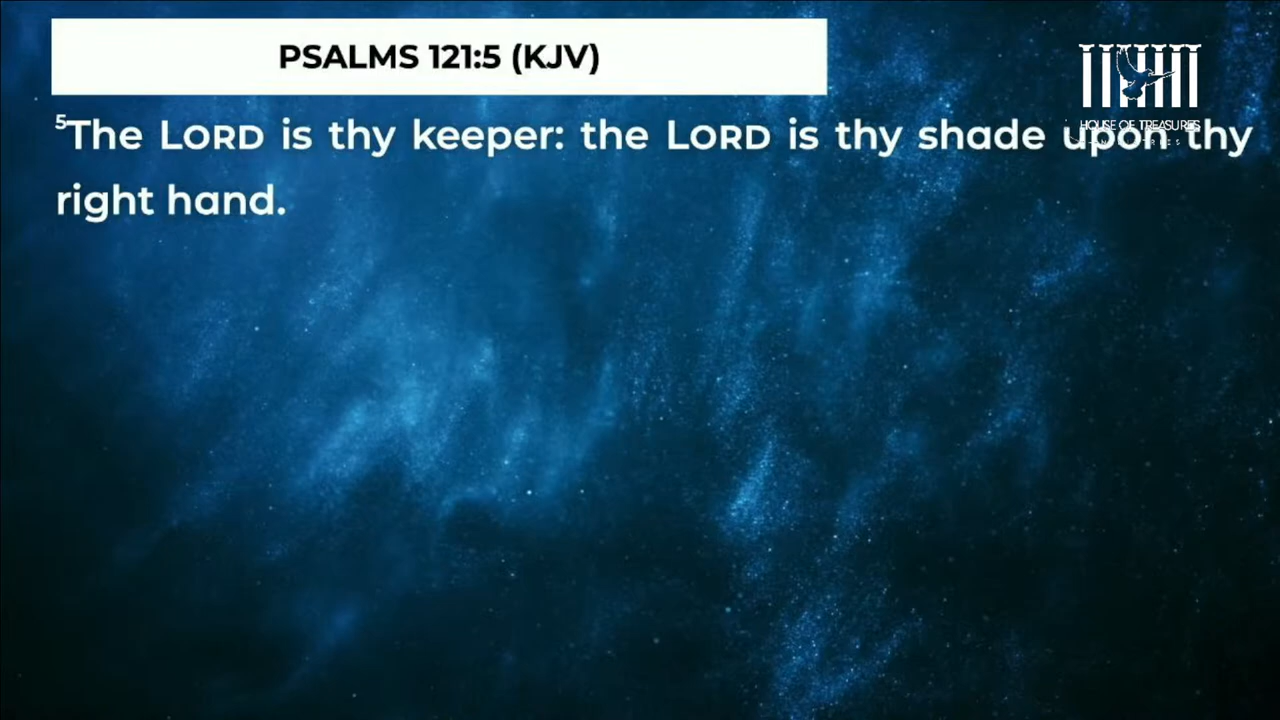 PSALMS 121:5 (KJV)
HOUSE OF TREASURES
5The LORD is thy keeper: the LORD is thy shade upon thy
right hand.